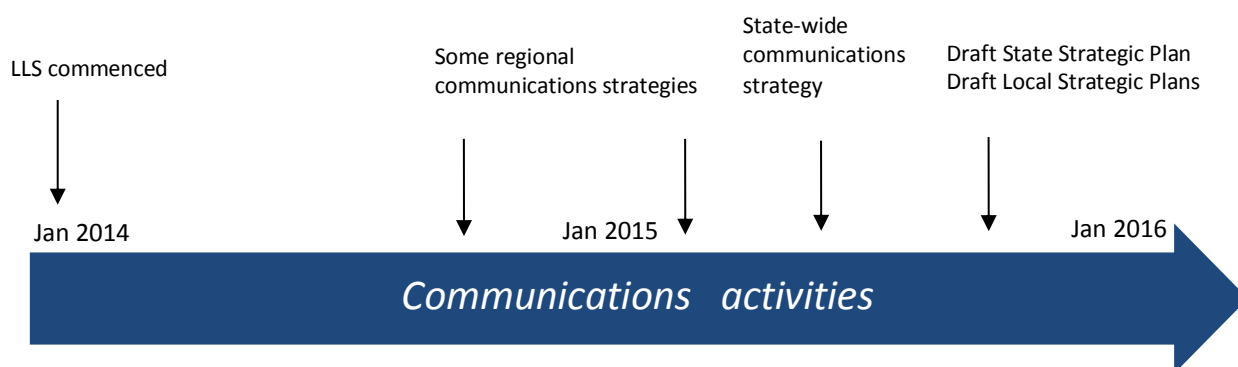 LLS commenced
Some regional
communications strategies
State-wide
communications
strategy
Draft State Strategic Plan
Draft Local Strategic Plans
Jan 2014
Jan 2015
Jan 2016
Communications activities